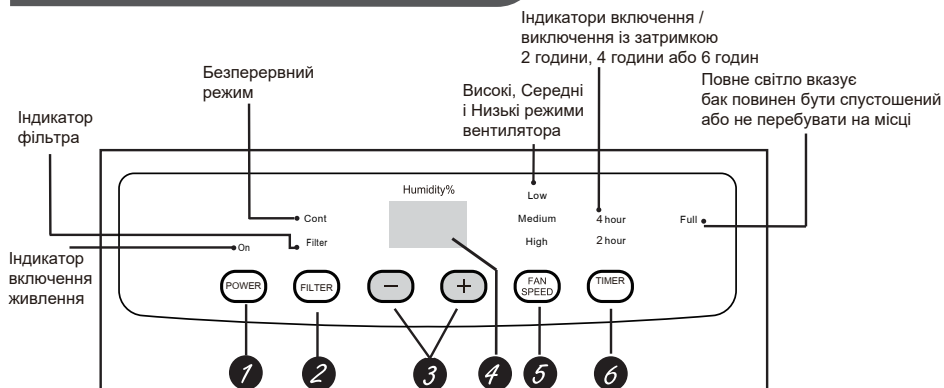 Індикатори включення /
виключення із затримкою
2 години, 4 години або 6 годин
Безперервний
режим
Високі, Середні
і Низькі режими
вентилятора
Повне світло вказує
бак повинен бути спустошений
або не перебувати на місці
Індикатор
фільтра
Humidity%
Low
Cont
Medium
4 hour
Full
Filter
On
High
2 hour
Індикатор
включення
живлення
POWER
FILTER
−
+
FAN
SPEED
TIMER
1
2
3
4
5
6